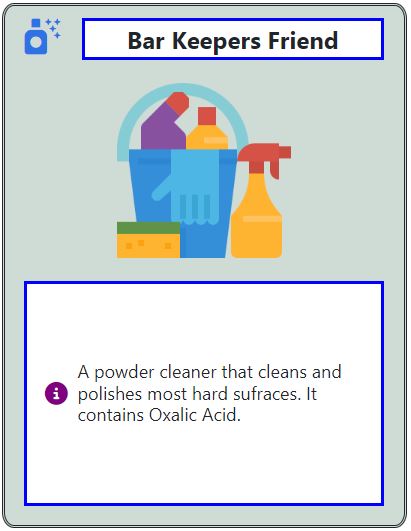 Bar Keepers Friend
A powder cleaner that cleans and
polishes most hard sufraces. It
contains Oxalic Acid.